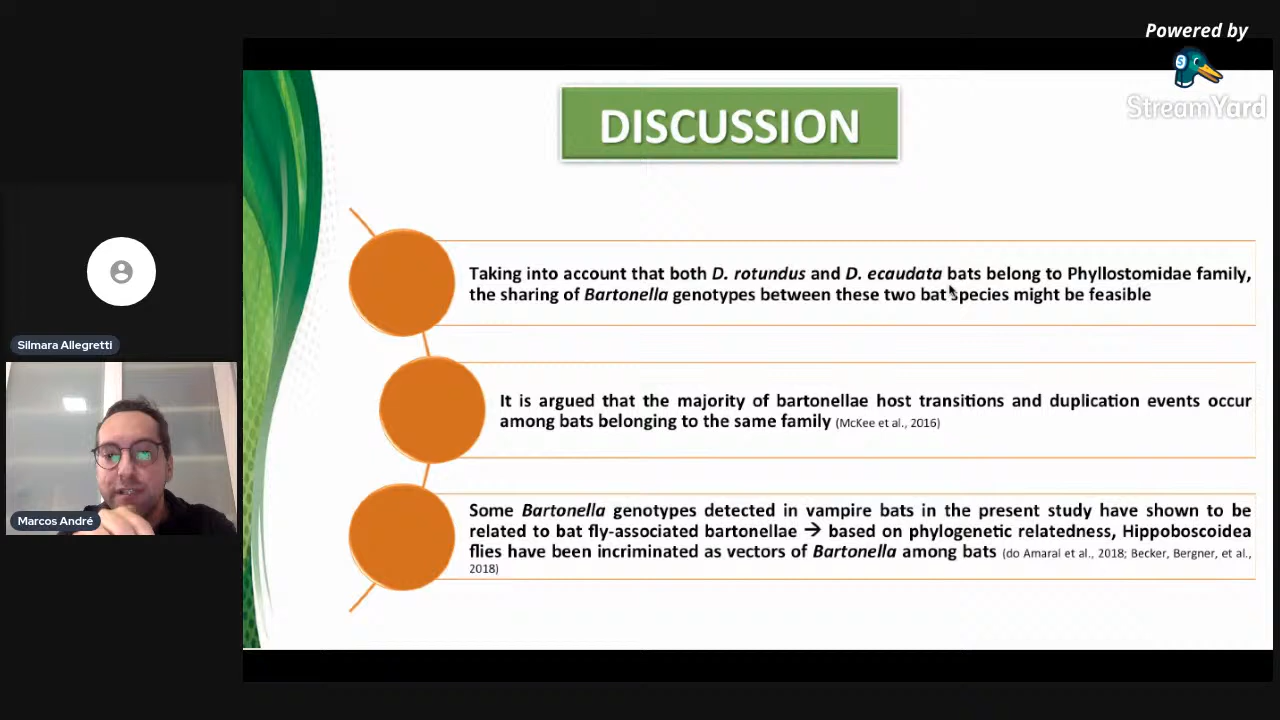 Powered by
StreamYard
DISCUSSION
Taking into account that both D. rotundus and D. ecaudata bats belong to Phyllostomidae family,
the sharing of Bartonella genotypes between these two bat species might be feasible
It is argued that the majority of bartonellae host transitions and duplication events occur
among bats belonging to the same family (McKee et al., 2016)
Some Bartonella genotypes detected in vampire bats in the present study have shown to be
related to bat fly-associated bartonellae → based on phylogenetic relatedness, Hippoboscoidea
flies have been incriminated as vectors of Bartonella among bats (do Amaral et al., 2018; Becker, Bergner, et al.,
2018)
Silmara Allegretti
Marcos André